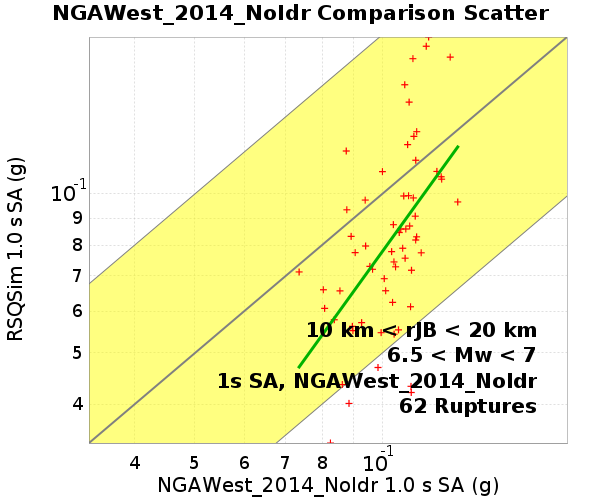 NGAWest_2014_NoIdr Comparison Scatter
RSQSim 1.0 s SA (g)
10-1
9
8
7
6
5
4
10 km < rJB < 20 km
6.5 < Mw < 7
1s SA, NGAWest_2014_NoIdr
62 Ruptures
4 5 6 7 8 10-1
NGAWest_2014_NoIdr 1.0 s SA (g)